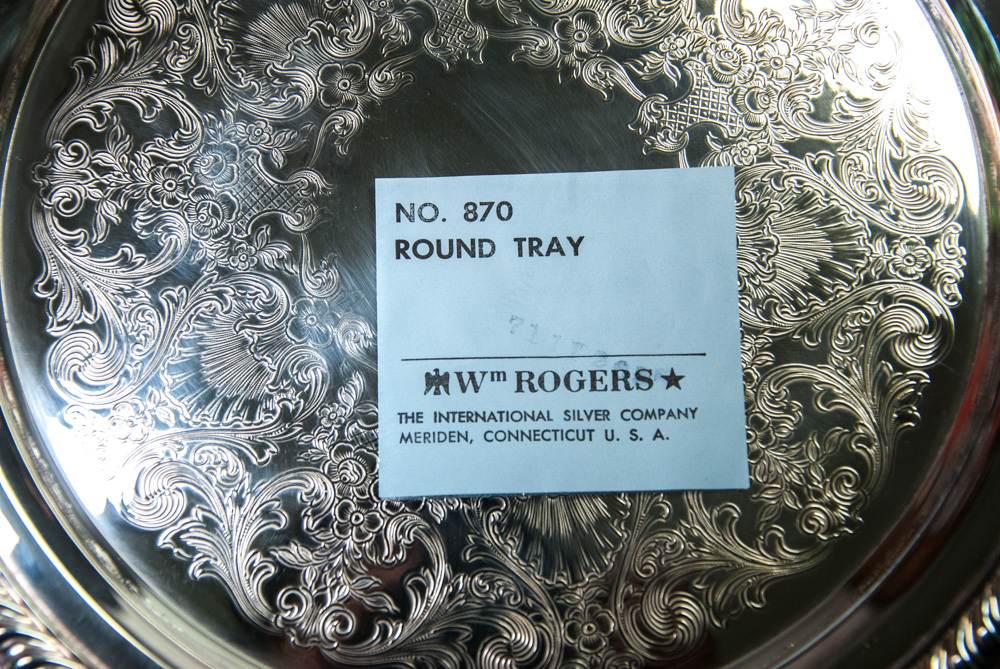 NO. 870
ROUND TRAY
Wm ROGERS★
THE INTERNATIONAL SILVER COMPANY
MERIDEN, CONNECTICUT U. S. A.